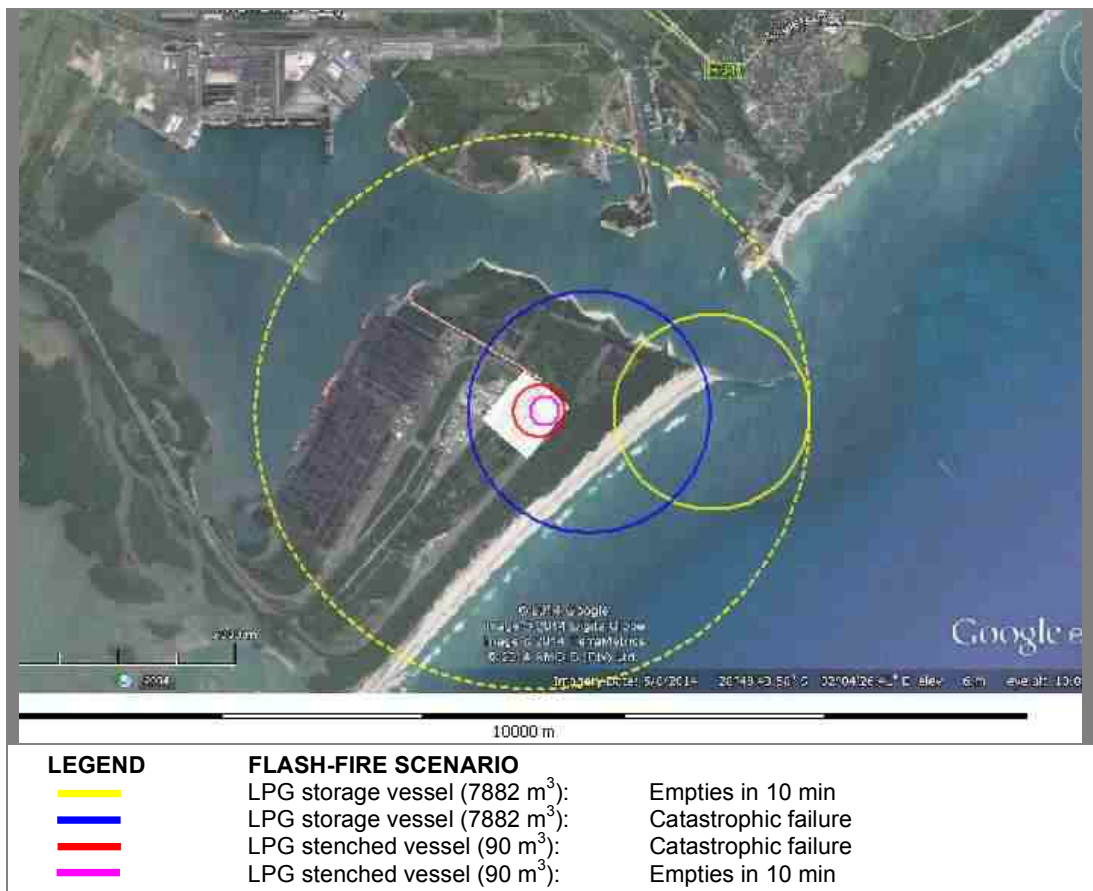 © 2014 Google
Google e
10000 m
LEGEND FLASH-FIRE SCENARIO
LPG storage vessel (7882 m³): Empties in 10 min
LPG storage vessel (7882 m³): Catastrophic failure
LPG stenched vessel (90 m³): Catastrophic failure
LPG stenched vessel (90 m³): Empties in 10 min